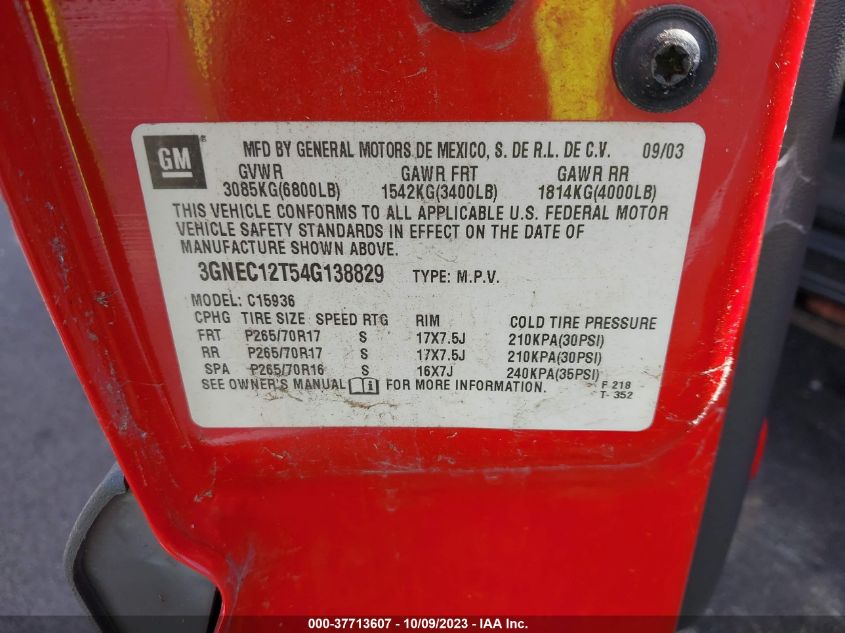 GM® MFD BY GENERAL MOTORS DE MEXICO, S. DE R.L. DE C.V. 09/03
GVWR GAWR FRT GAWR RR
3085KG(6800LB) 1542KG(3400LB) 1814KG(4000LB)
THIS VEHICLE CONFORMS TO ALL APPLICABLE U.S. FEDERAL MOTOR
VEHICLE SAFETY STANDARDS IN EFFECT ON THE DATE OF
MANUFACTURE SHOWN ABOVE.
3GNEC12T54G138829 TYPE: M.P.V.
MODEL: C15936
CPHG TIRE SIZE SPEED RTG RIM COLD TIRE PRESSURE
FRT P265/70R17 S 17X7.5J 210KPA(30PSI)
RR P265/70R17 S 17X7.5J 210KPA(30PSI)
SPA P265/70R16 S 16X7J 240KPA(35PSI)
SEE OWNER'S MANUAL FOR MORE INFORMATION. F 218
T- 352
000-37713607 - 10/09/2023 - IAA Inc.